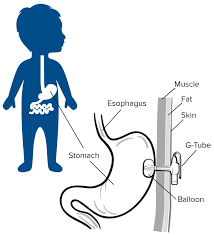 Muscle
Fat
Esophagus
Skin
G-Tube
Stomach
Balloon